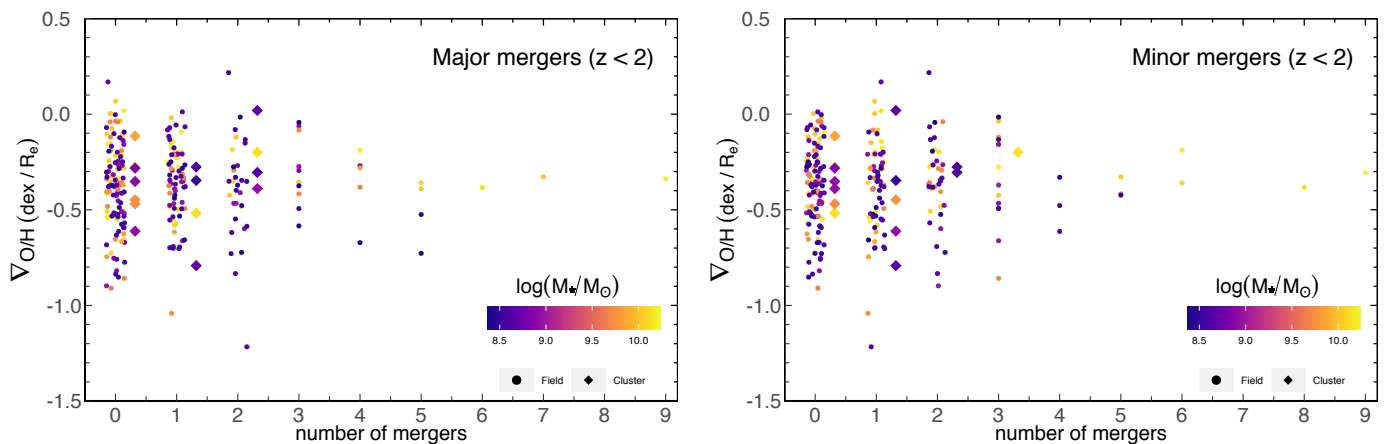 0.5
Major mergers (z < 2)
0.0
-0.5
-1.0
-1.5
∇O/H (dex / Re)
log(M★/M⊙)
8.5 9.0 9.5 10.0
Field Cluster
0 1 2 3 4 5 6 7 8 9
number of mergers
0.5
Minor mergers (z < 2)
0.0
-0.5
-1.0
-1.5
∇O/H (dex / Re)
log(M★/M⊙)
8.5 9.0 9.5 10.0
Field Cluster
0 1 2 3 4 5 6 7 8 9
number of mergers